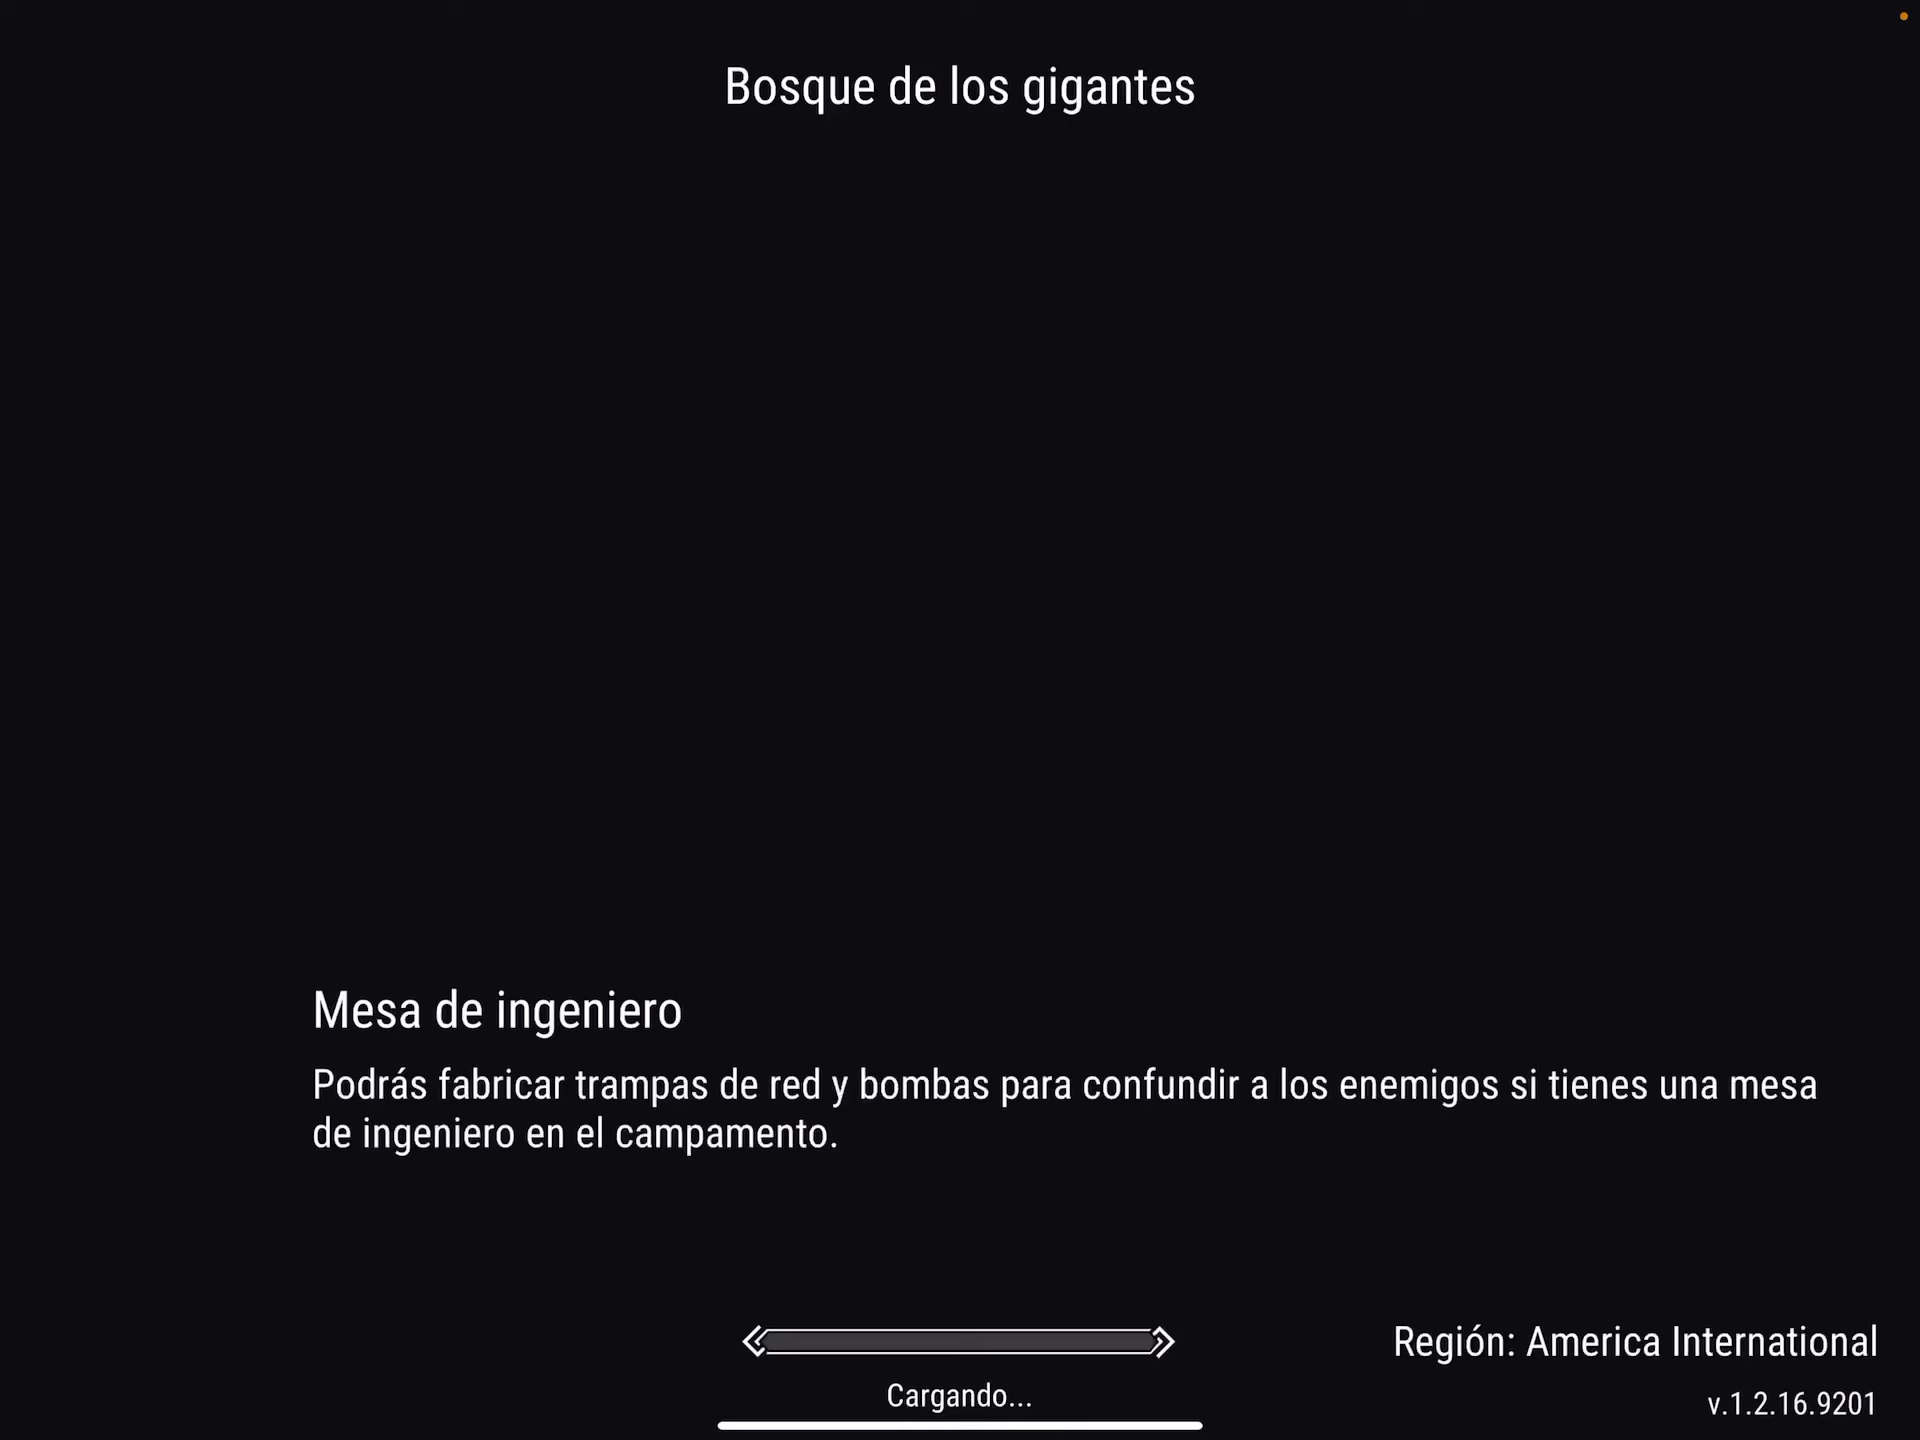 Bosque de los gigantes
Mesa de ingeniero
Podrás fabricar trampas de red y bombas para confundir a los enemigos si tienes una mesa
de ingeniero en el campamento.
Región: America International
Cargando...
v.1.2.16.9201